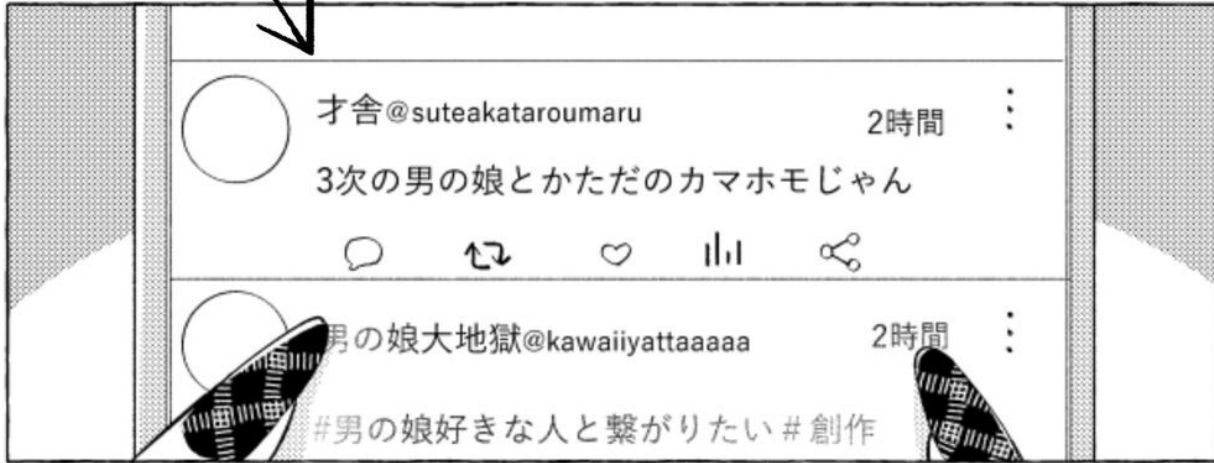 才舎@suteakataroumaru
2時間
3次の男の娘とかただのカマホモじゃん
男の娘大地獄@kawaiiyattaaaaa
2時間
#男の娘好きな人と繋がりたい#創作